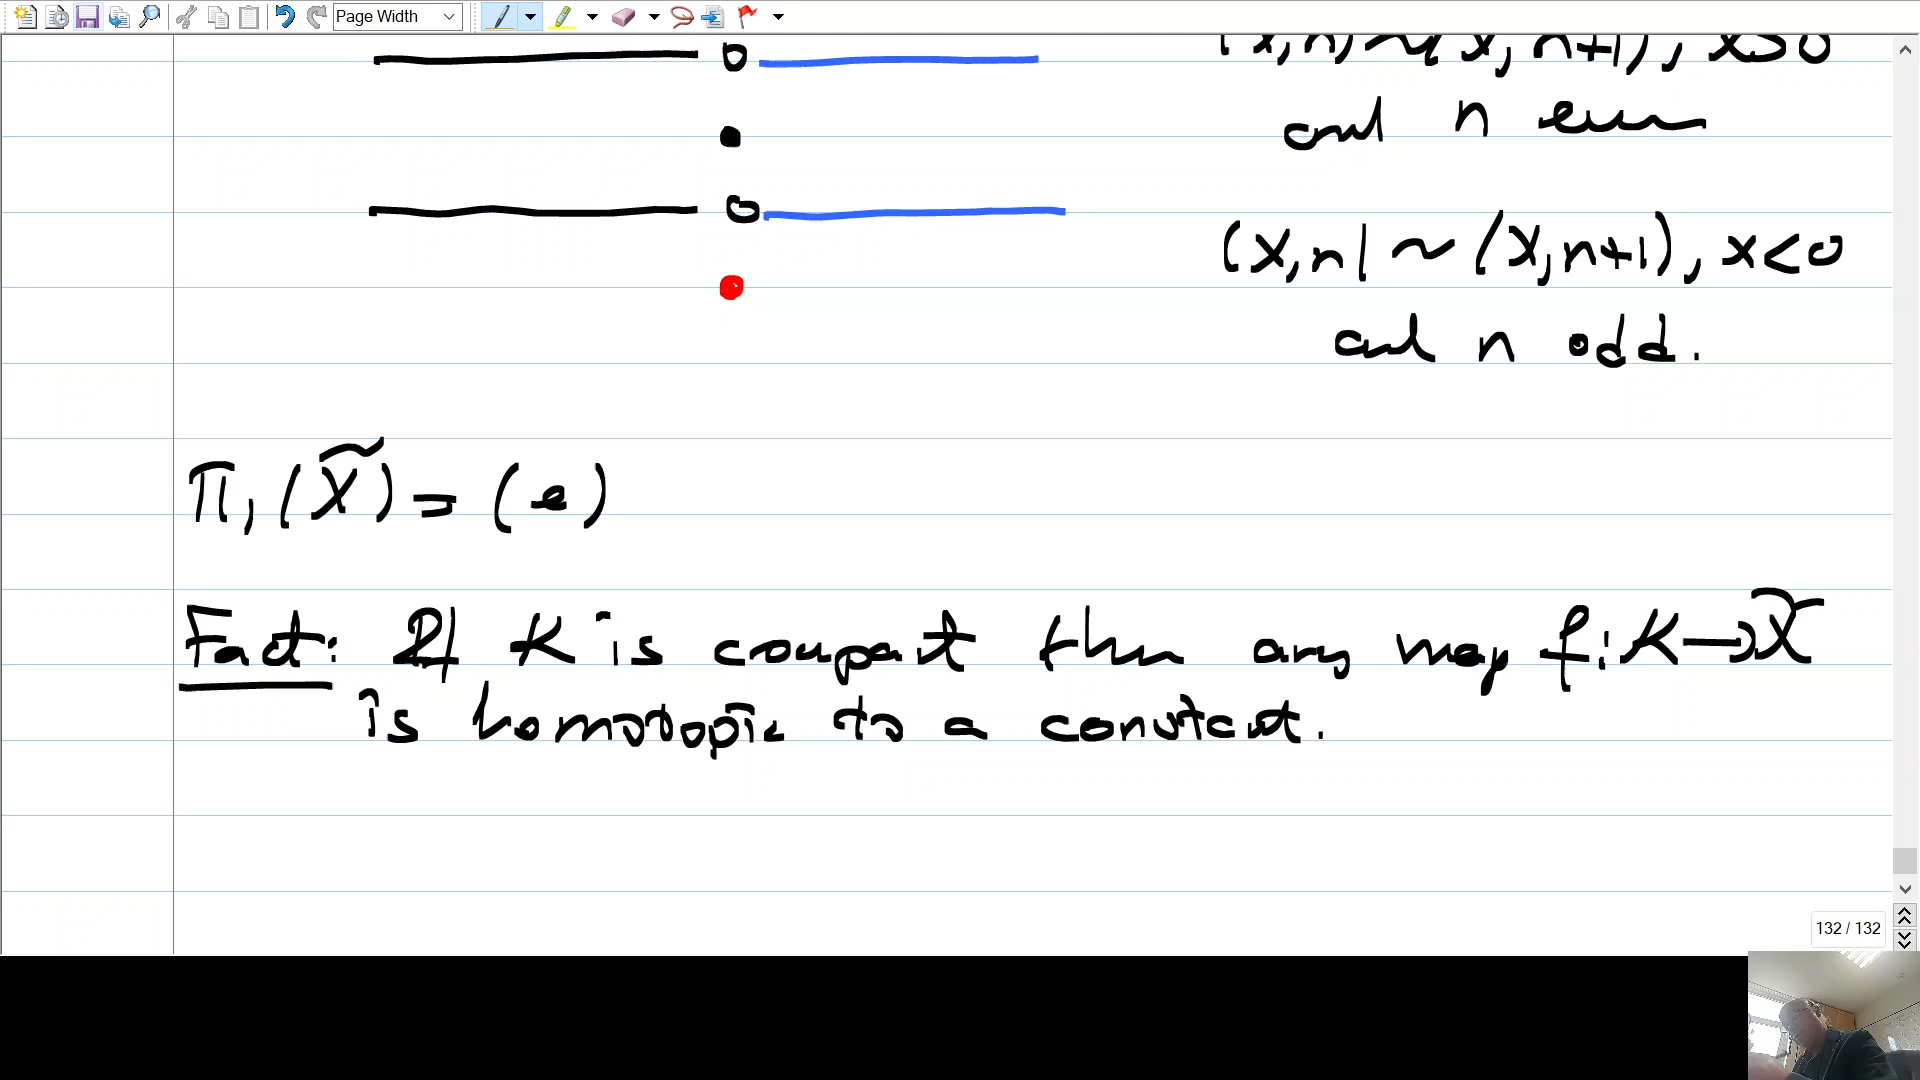 Page Width
(x,n) ~ (x, n+1), x>0
and n even
(x,n) ~ (x,n+1), x<0
and n odd.
π₁(X̃) = (e)
Fact: If K is compact then any map f: K→X̃
is homotopic to a constant.
132 / 132